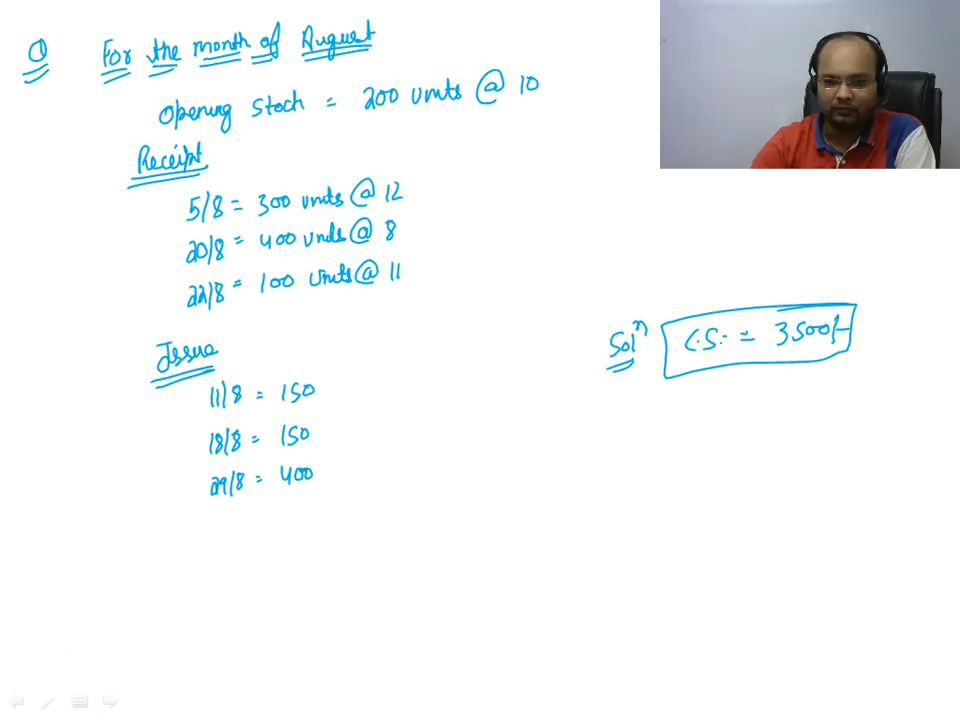 Q For the month of August
Opening Stock = 200 units @ 10
Receipt
5/8 = 300 units @ 12
20/8 = 400 units @ 8
22/8 = 100 units @ 11
Issue
11/8 = 150
18/8 = 150
29/8 = 400
Solⁿ C.S. = 3500/-